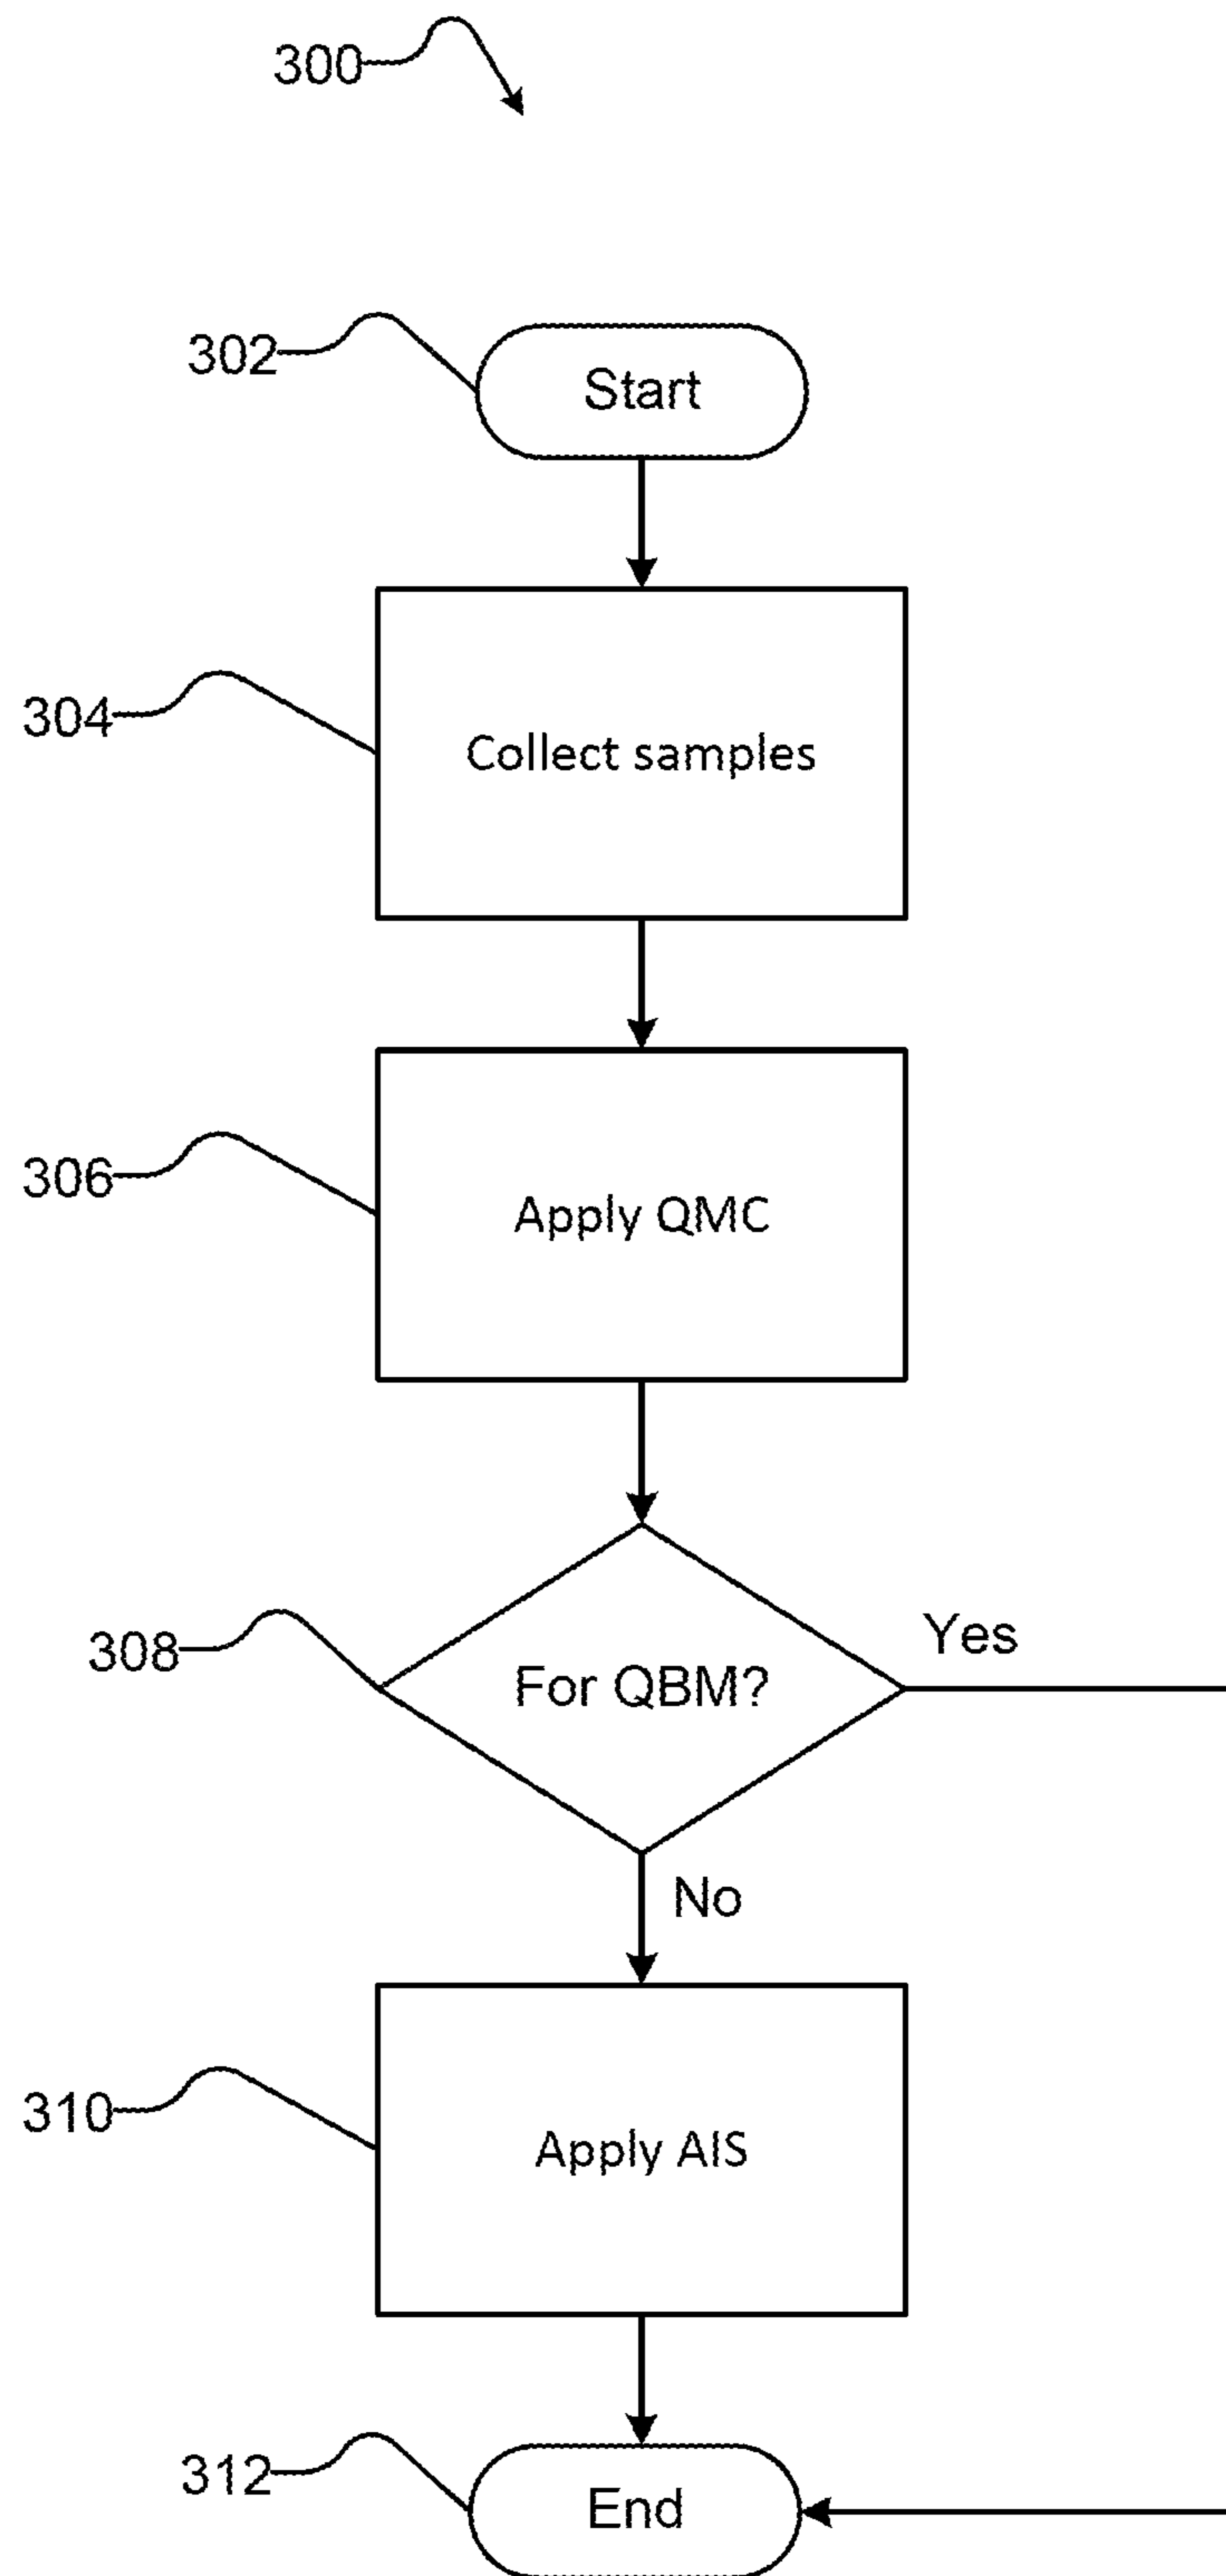 300
302
Start
304
Collect samples
306
Apply QMC
308
For QBM?
Yes
No
310
Apply AIS
312
End